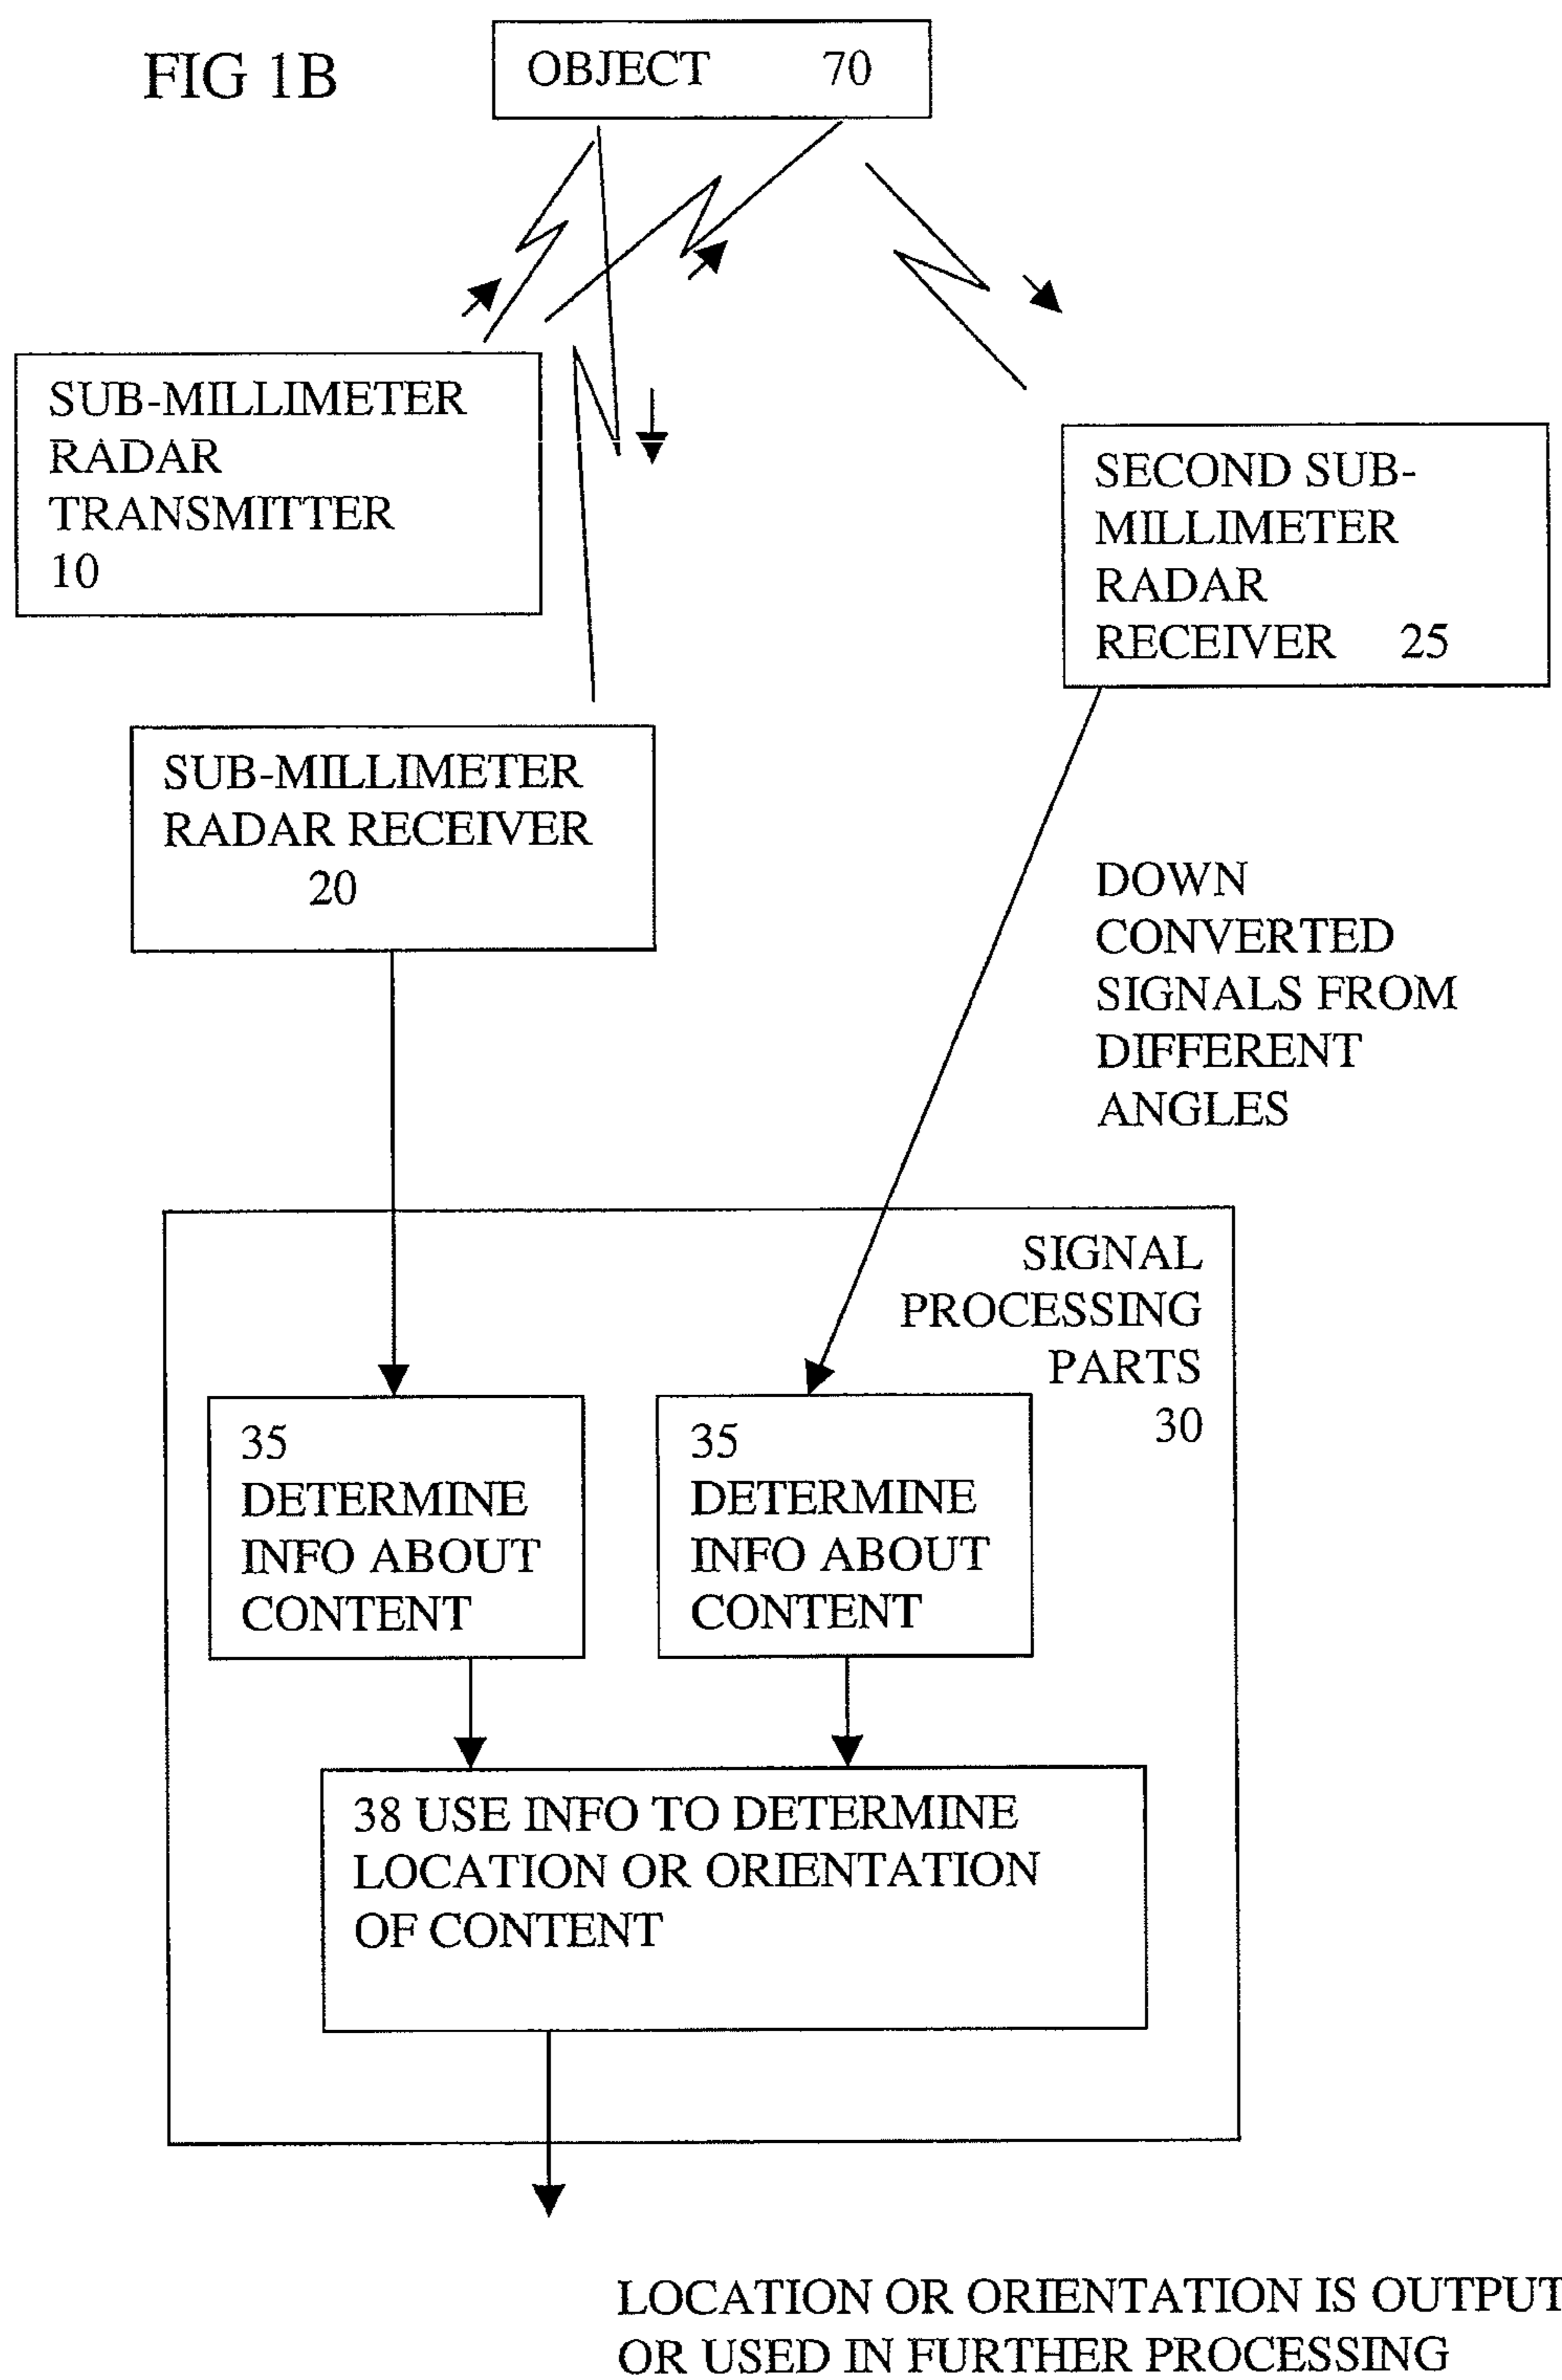 FIG 1B
OBJECT 70
SUB-MILLIMETER
RADAR
TRANSMITTER
10
SECOND SUB-
MILLIMETER
RADAR
RECEIVER 25
SUB-MILLIMETER
RADAR RECEIVER
20
DOWN
CONVERTED
SIGNALS FROM
DIFFERENT
ANGLES
SIGNAL
PROCESSING
PARTS
30
35
DETERMINE
INFO ABOUT
CONTENT
35
DETERMINE
INFO ABOUT
CONTENT
38 USE INFO TO DETERMINE
LOCATION OR ORIENTATION
OF CONTENT
LOCATION OR ORIENTATION IS OUTPUT
OR USED IN FURTHER PROCESSING